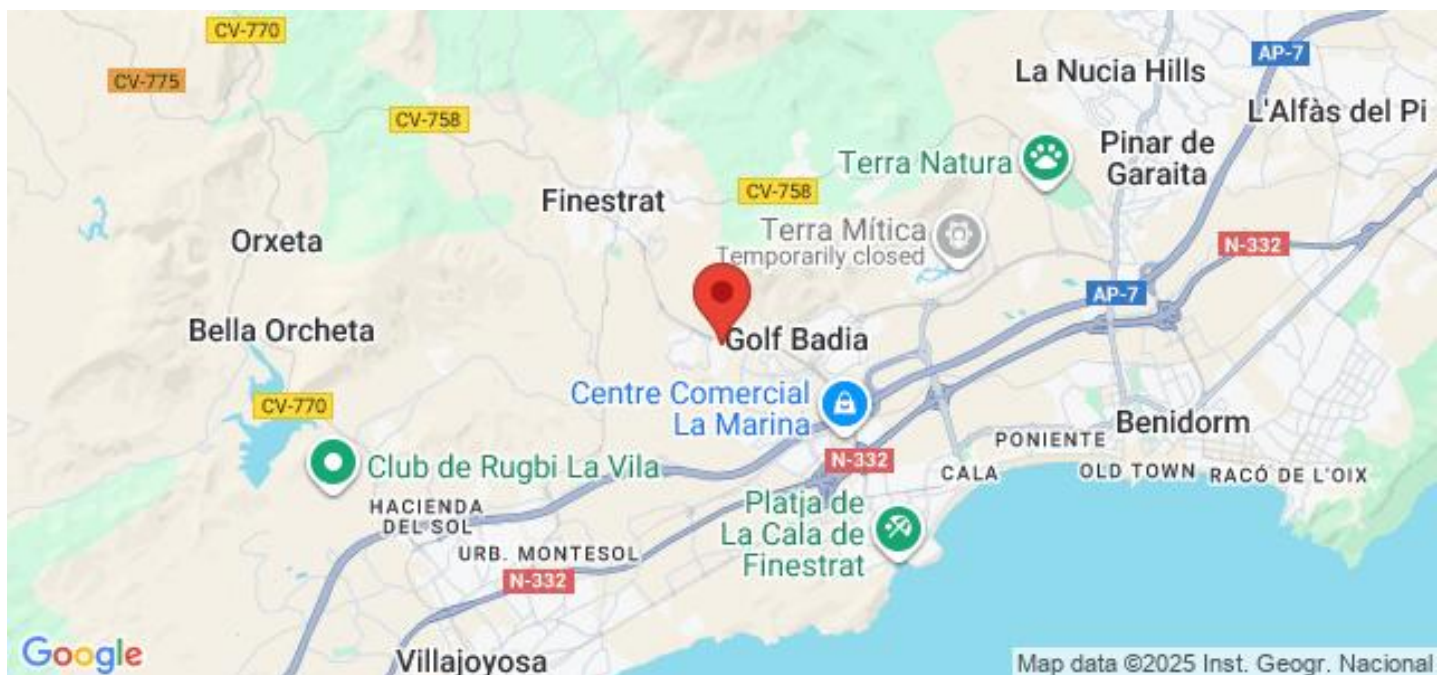 CV-770
CV-775
CV-758
AP-7
La Nucia Hills
L'Alfàs del Pi
Pinar de
Garaita
Terra Natura
CV-758
Finestrat
Orxeta
Terra Mítica
Temporarily closed
N-332
AP-7
Bella Orcheta
Golf Badia
Centre Comercial
La Marina
CV-770
Benidorm
PONIENTE
Club de Rugbi La Vila
N-332
CALA
OLD TOWN
RACÓ DE L'OIX
HACIENDA
DEL SOL
Platja de
La Cala de
Finestrat
URB. MONTESOL
N-332
Google
Villajoyosa
Map data ©2025 Inst. Geogr. Nacional